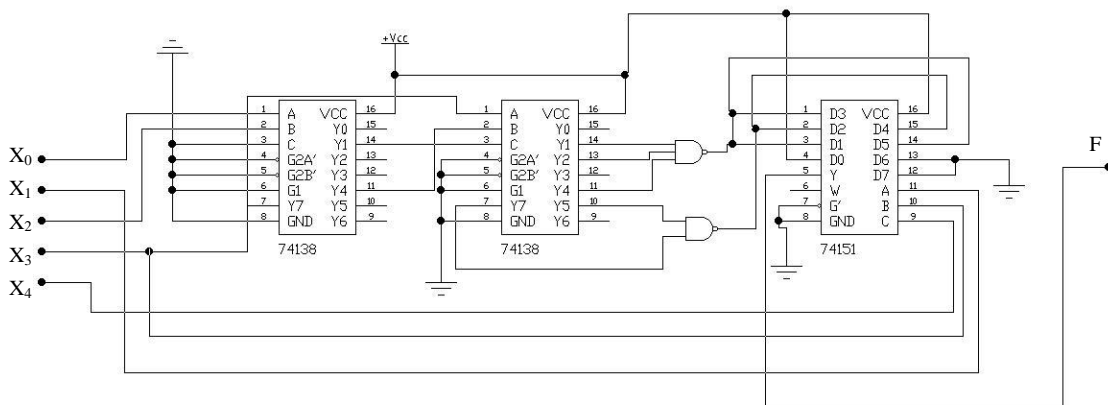 +Vcc
X0
X1
X2
X3
X4
1 A VCC 16
2 B Y0 15
3 C Y1 14
4 G2A' Y2 13
5 G2B' Y3 12
6 G1 Y4 11
7 Y7 Y5 10
8 GND Y6 9
74138
1 A VCC 16
2 B Y0 15
3 C Y1 14
4 G2A' Y2 13
5 G2B' Y3 12
6 G1 Y4 11
7 Y7 Y5 10
8 GND Y6 9
74138
1 D3 VCC 16
2 D2 D4 15
3 D1 D5 14
4 D0 D6 13
5 Y D7 12
6 W A 11
7 G' B 10
8 GND C 9
74151
F